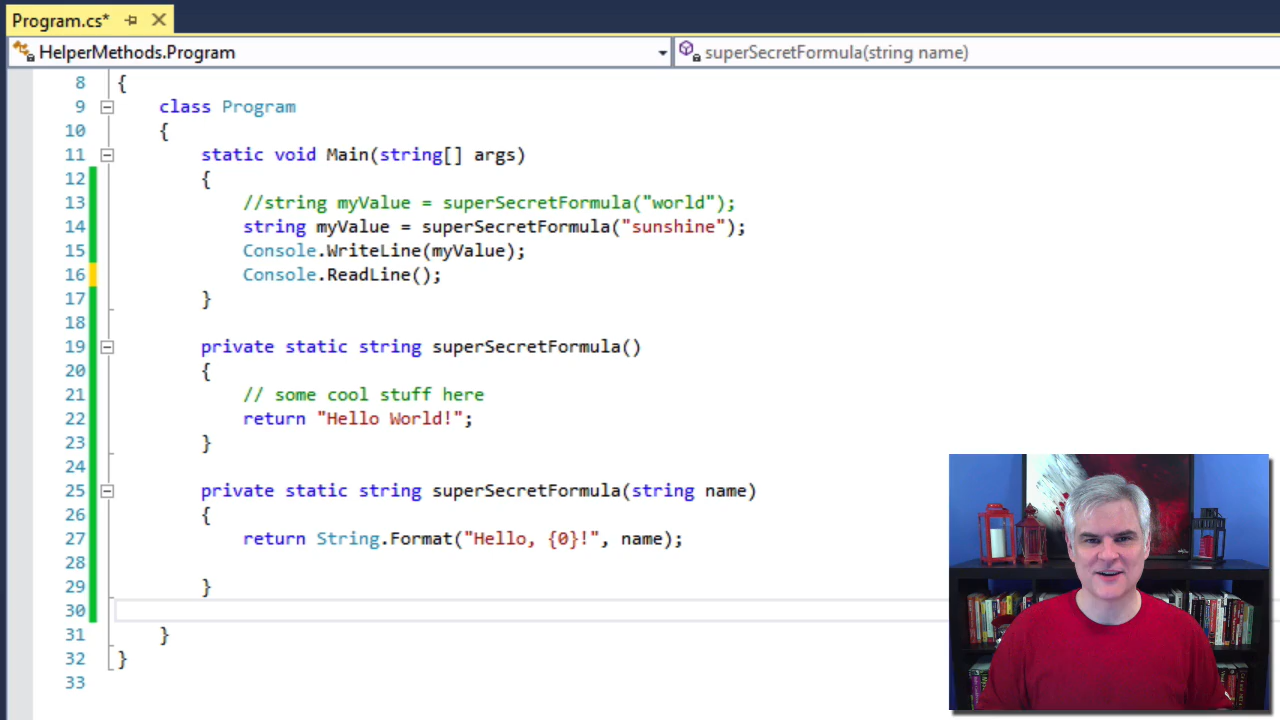 Program.cs*
HelperMethods.Program superSecretFormula(string name)
8 {
9 class Program
10 {
11 static void Main(string[] args)
12 {
13 //string myValue = superSecretFormula("world");
14 string myValue = superSecretFormula("sunshine");
15 Console.WriteLine(myValue);
16 Console.ReadLine();
17 }
18
19 private static string superSecretFormula()
20 {
21 // some cool stuff here
22 return "Hello World!";
23 }
24
25 private static string superSecretFormula(string name)
26 {
27 return String.Format("Hello, {0}!", name);
28
29 }
30
31 }
32 }
33